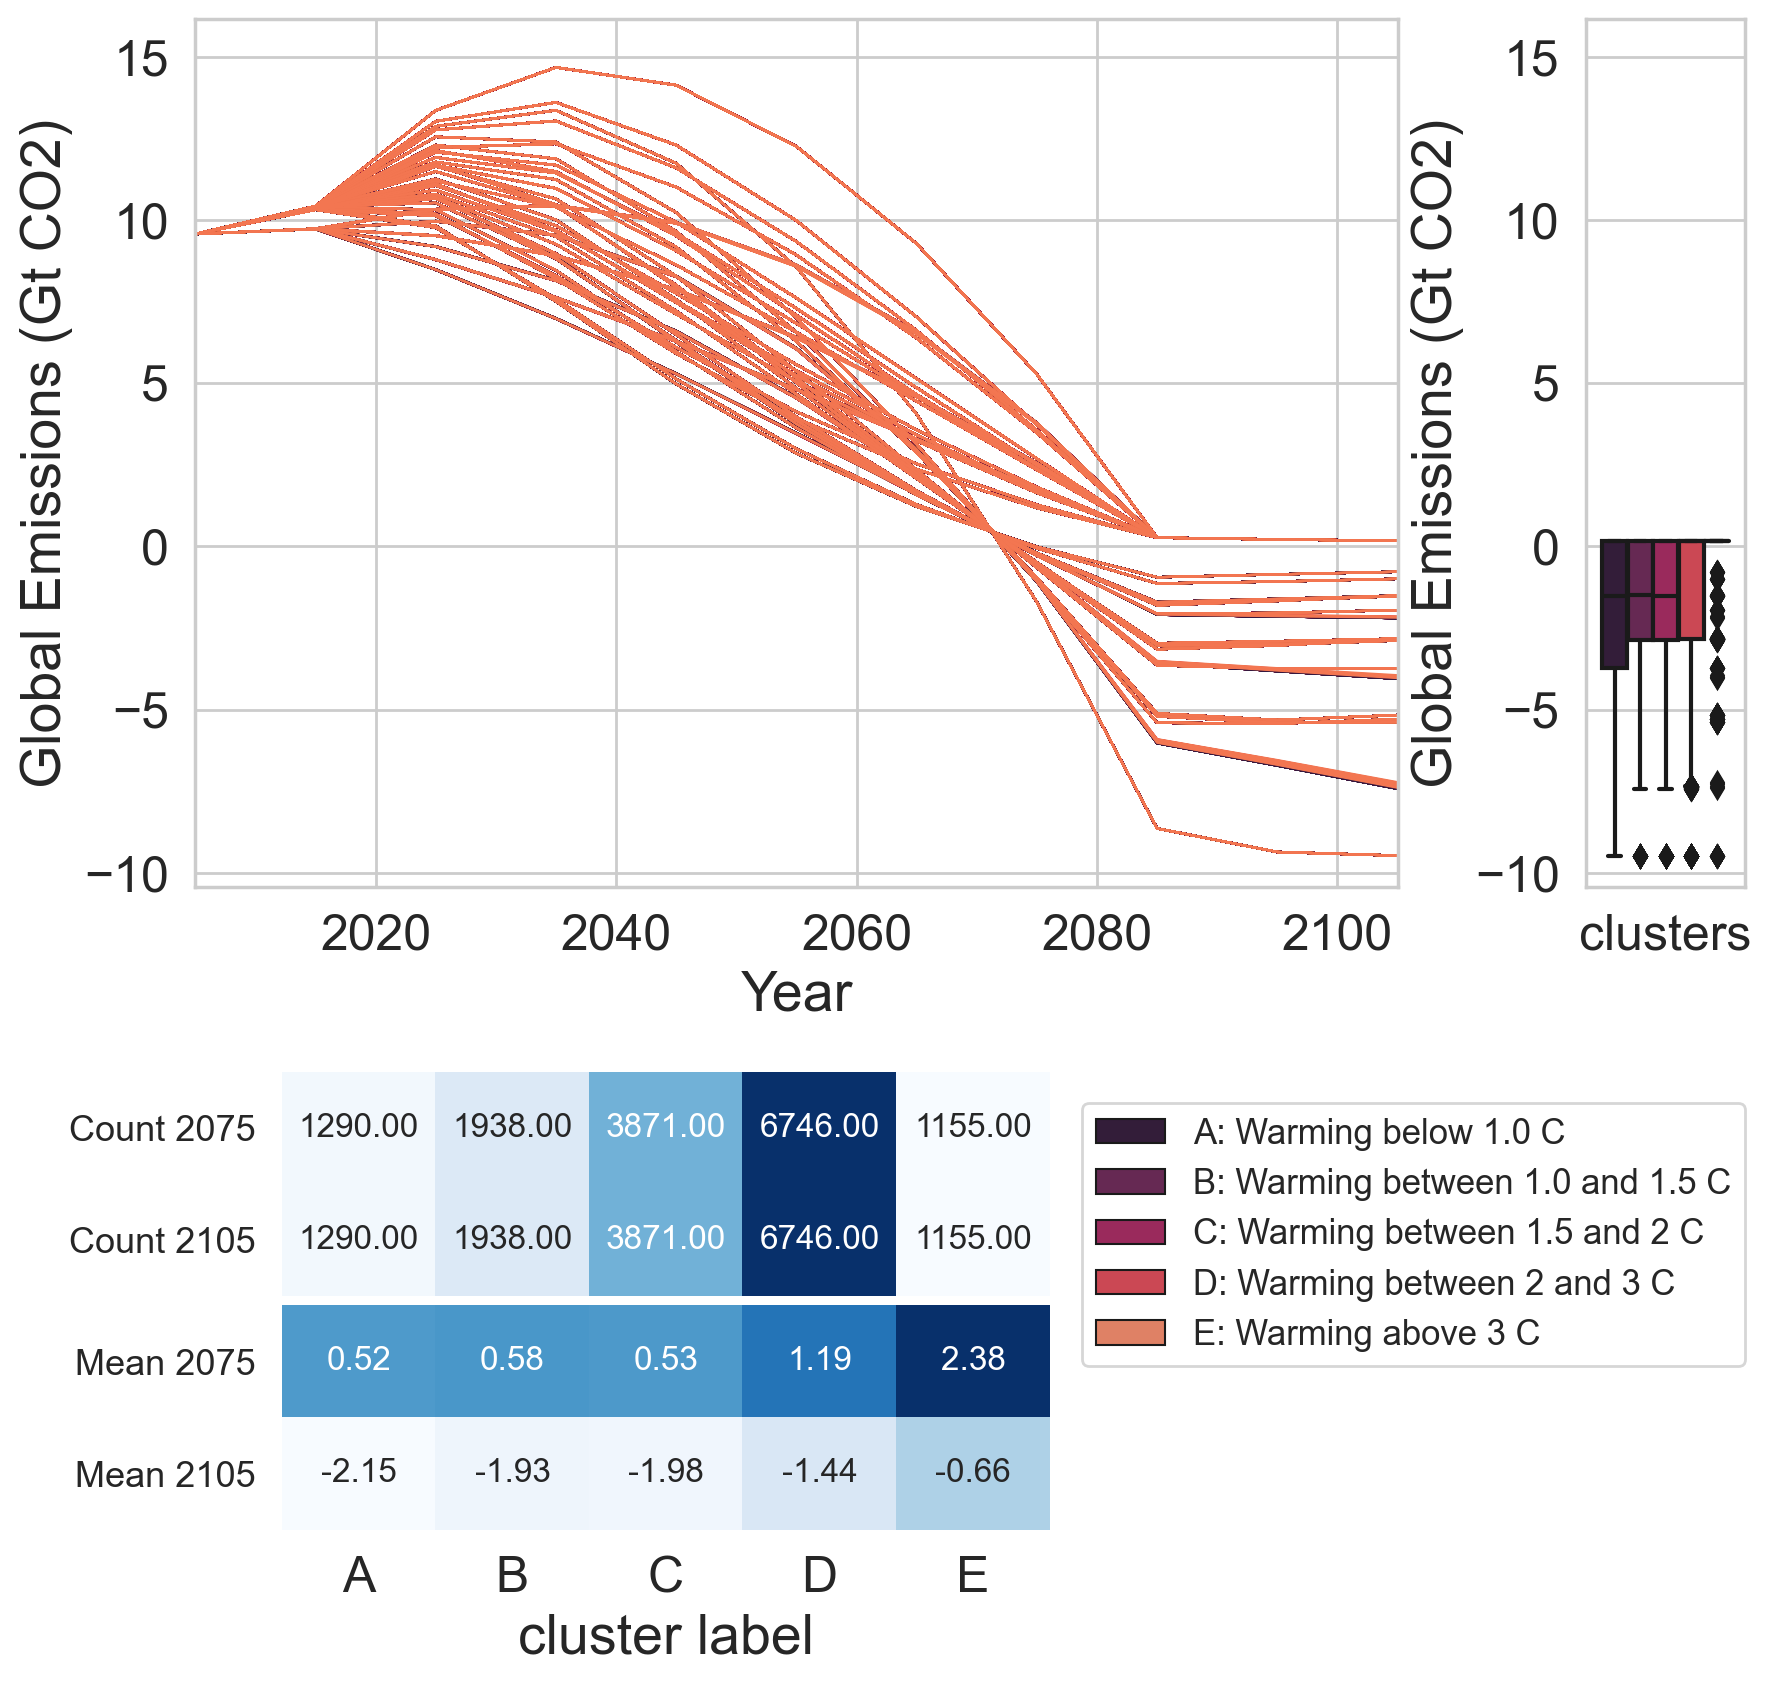 Global Emissions (Gt CO2)
15
10
5
0
−5
−10
2020 2040 2060 2080 2100
Year
Global Emissions (Gt CO2)
15
10
5
0
−5
−10
clusters
Count 2075 1290.00 1938.00 3871.00 6746.00 1155.00
Count 2105 1290.00 1938.00 3871.00 6746.00 1155.00
Mean 2075 0.52 0.58 0.53 1.19 2.38
Mean 2105 -2.15 -1.93 -1.98 -1.44 -0.66
A B C D E
cluster label
A: Warming below 1.0 C
B: Warming between 1.0 and 1.5 C
C: Warming between 1.5 and 2 C
D: Warming between 2 and 3 C
E: Warming above 3 C